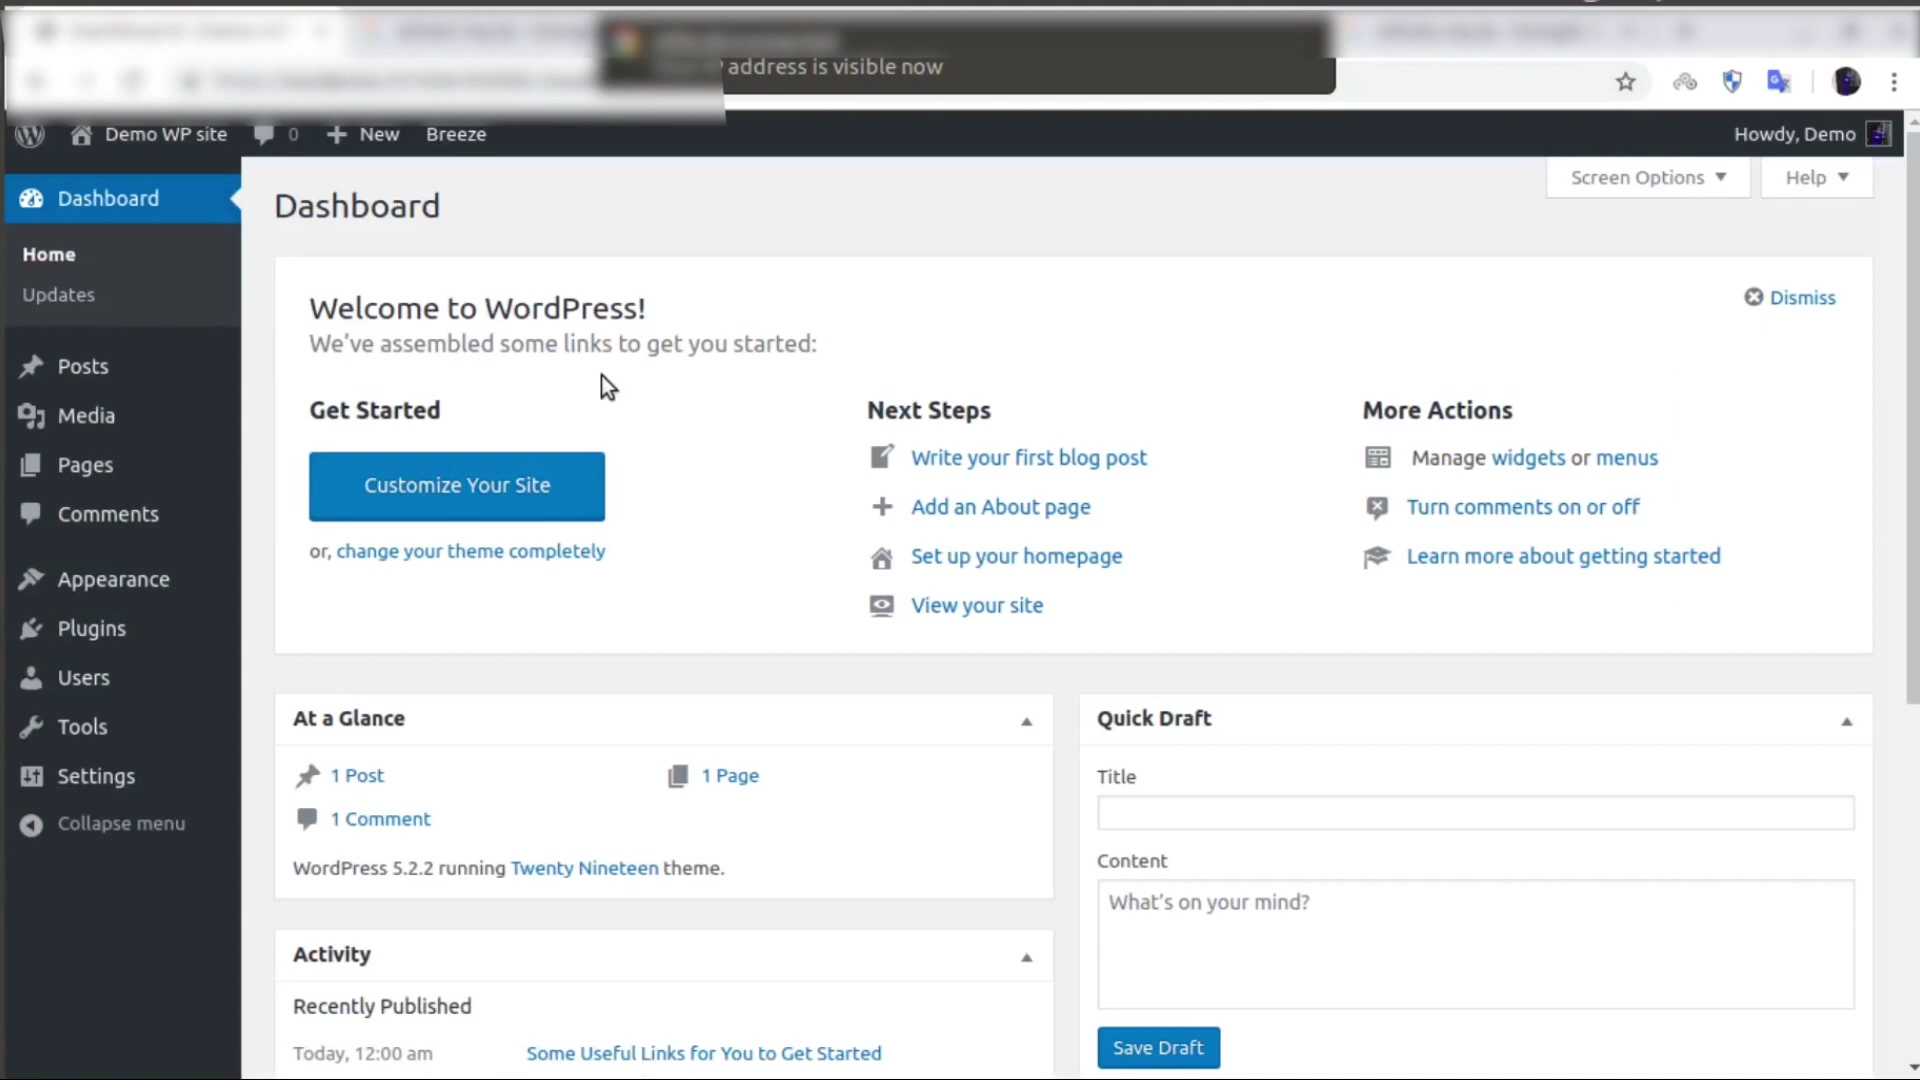 address is visible now
Demo WP site
0
New
Breeze
Howdy, Demo
Screen Options
Help
Dashboard
Home
Updates
Posts
Media
Pages
Comments
Appearance
Plugins
Users
Tools
Settings
Collapse menu
Dashboard
Welcome to WordPress!
We've assembled some links to get you started:
Dismiss
Get Started
Customize Your Site
or, change your theme completely
Next Steps
Write your first blog post
Add an About page
Set up your homepage
View your site
More Actions
Manage widgets or menus
Turn comments on or off
Learn more about getting started
At a Glance
1 Post
1 Page
1 Comment
WordPress 5.2.2 running Twenty Nineteen theme.
Activity
Recently Published
Today, 12:00 am
Some Useful Links for You to Get Started
Quick Draft
Title
Content
What's on your mind?
Save Draft